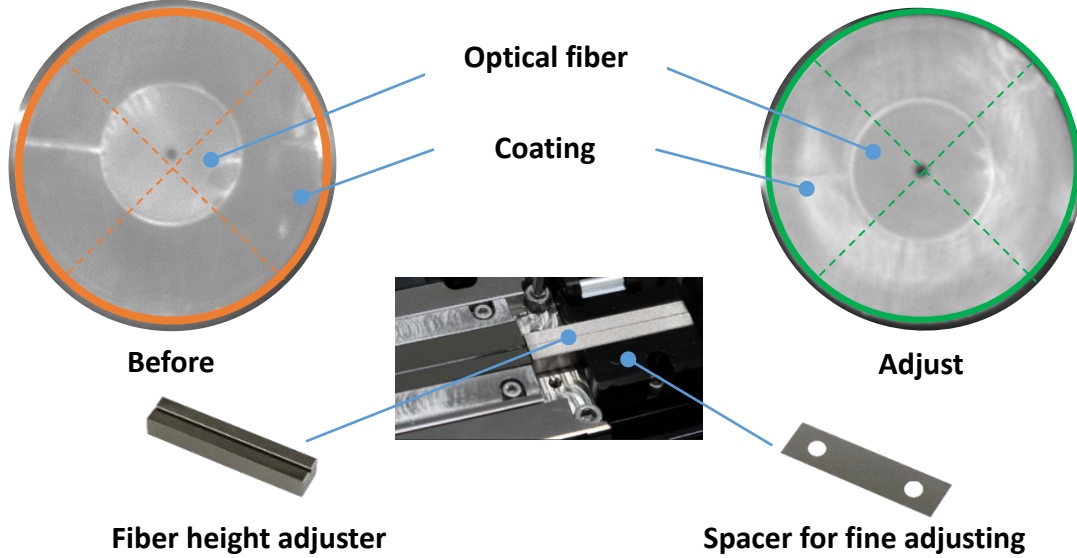 Optical fiber
Coating
Before
Adjust
Fiber height adjuster
Spacer for fine adjusting